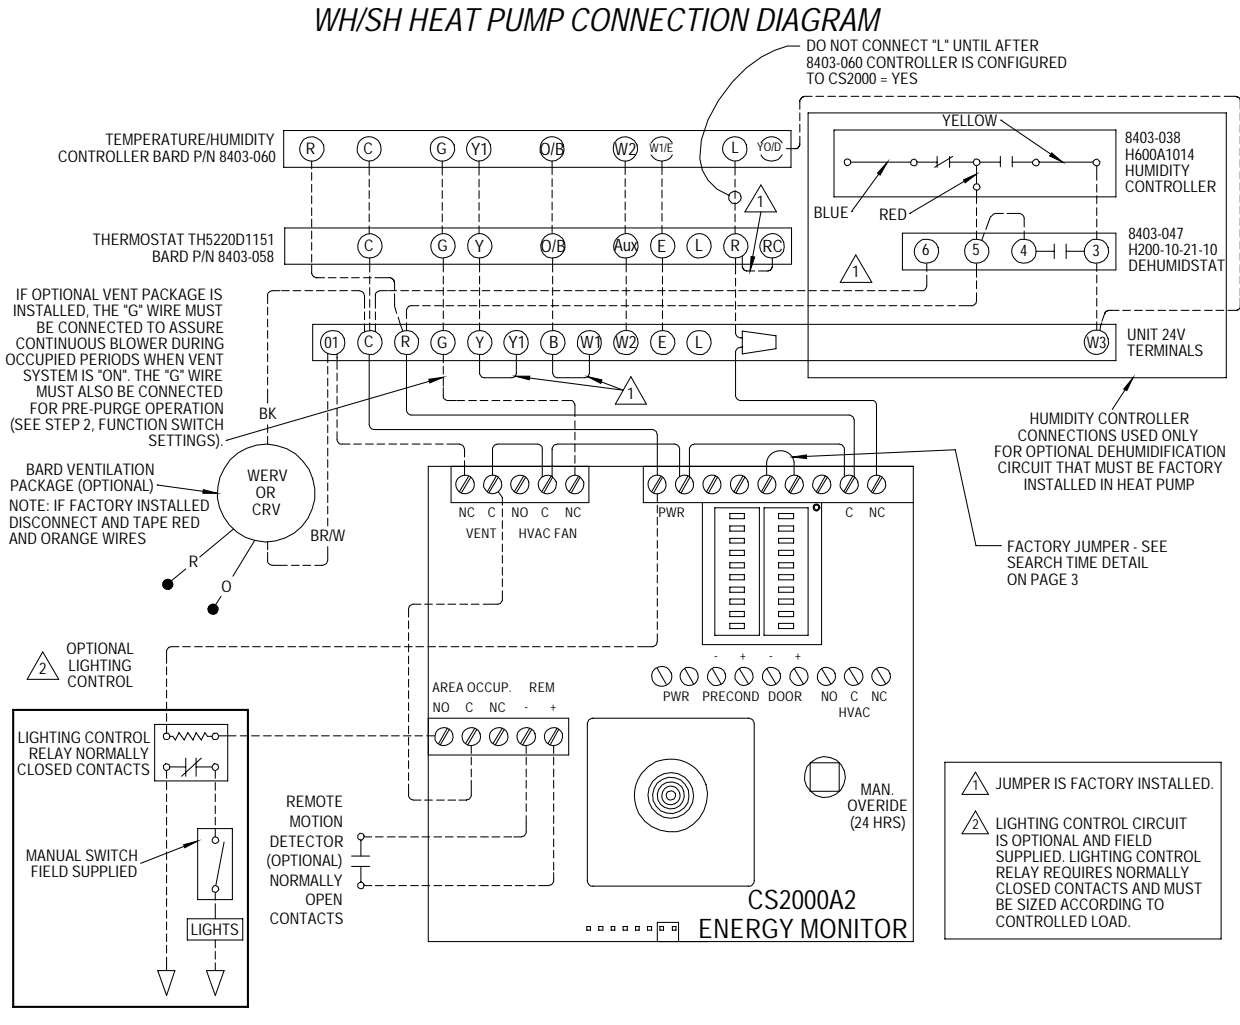 WH/SH HEAT PUMP CONNECTION DIAGRAM
DO NOT CONNECT "L" UNTIL AFTER
8403-060 CONTROLLER IS CONFIGURED
TO CS2000 = YES
TEMPERATURE/HUMIDITY
CONTROLLER BARD P/N 8403-060
R C G Y1 O/B W2 W1/E L YO/D
YELLOW
BLUE
RED
8403-038
H600A1014
HUMIDITY
CONTROLLER
1
THERMOSTAT TH5220D1151
BARD P/N 8403-058
C G Y O/B Aux E L R RC
1
6 5 4 3
8403-047
H200-10-21-10
DEHUMIDSTAT
IF OPTIONAL VENT PACKAGE IS
INSTALLED, THE "G" WIRE MUST
BE CONNECTED TO ASSURE
CONTINUOUS BLOWER DURING
OCCUPIED PERIODS WHEN VENT
SYSTEM IS "ON". THE "G" WIRE
MUST ALSO BE CONNECTED
FOR PRE-PURGE OPERATION
(SEE STEP 2, FUNCTION SWITCH
SETTINGS).
01 C R G Y Y1 B W1 W2 E L W3
UNIT 24V
TERMINALS
1
HUMIDITY CONTROLLER
CONNECTIONS USED ONLY
FOR OPTIONAL DEHUMIDIFICATION
CIRCUIT THAT MUST BE FACTORY
INSTALLED IN HEAT PUMP
BK
BARD VENTILATION
PACKAGE (OPTIONAL)
NOTE: IF FACTORY INSTALLED
DISCONNECT AND TAPE RED
AND ORANGE WIRES
WERV
OR
CRV
BR/W
R
O
NC C NO C NC
VENT HVAC FAN
PWR C NC
FACTORY JUMPER - SEE
SEARCH TIME DETAIL
ON PAGE 3
2
OPTIONAL
LIGHTING
CONTROL
- + - +
PWR PRECOND DOOR NO C NC
HVAC
AREA OCCUP. REM
NO C NC - +
LIGHTING CONTROL
RELAY NORMALLY
CLOSED CONTACTS
MANUAL SWITCH
FIELD SUPPLIED
LIGHTS
REMOTE
MOTION
DETECTOR
(OPTIONAL)
NORMALLY
OPEN
CONTACTS
MAN.
OVERIDE
(24 HRS)
CS2000A2
ENERGY MONITOR
1 JUMPER IS FACTORY INSTALLED.
2 LIGHTING CONTROL CIRCUIT
IS OPTIONAL AND FIELD
SUPPLIED. LIGHTING CONTROL
RELAY REQUIRES NORMALLY
CLOSED CONTACTS AND MUST
BE SIZED ACCORDING TO
CONTROLLED LOAD.